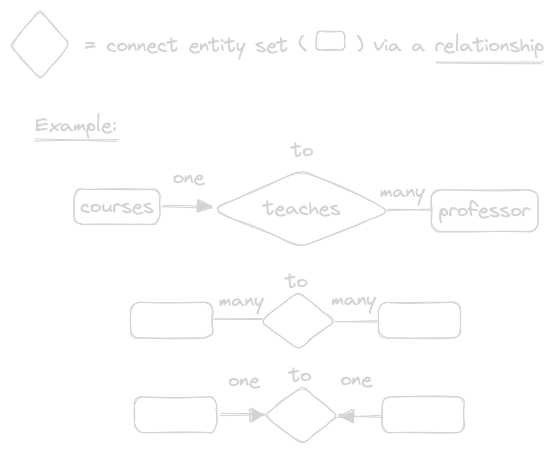 = connect entity set ( ) via a relationship
Example:
to
one
many
courses
teaches
professor
to
many
many
to
one
one